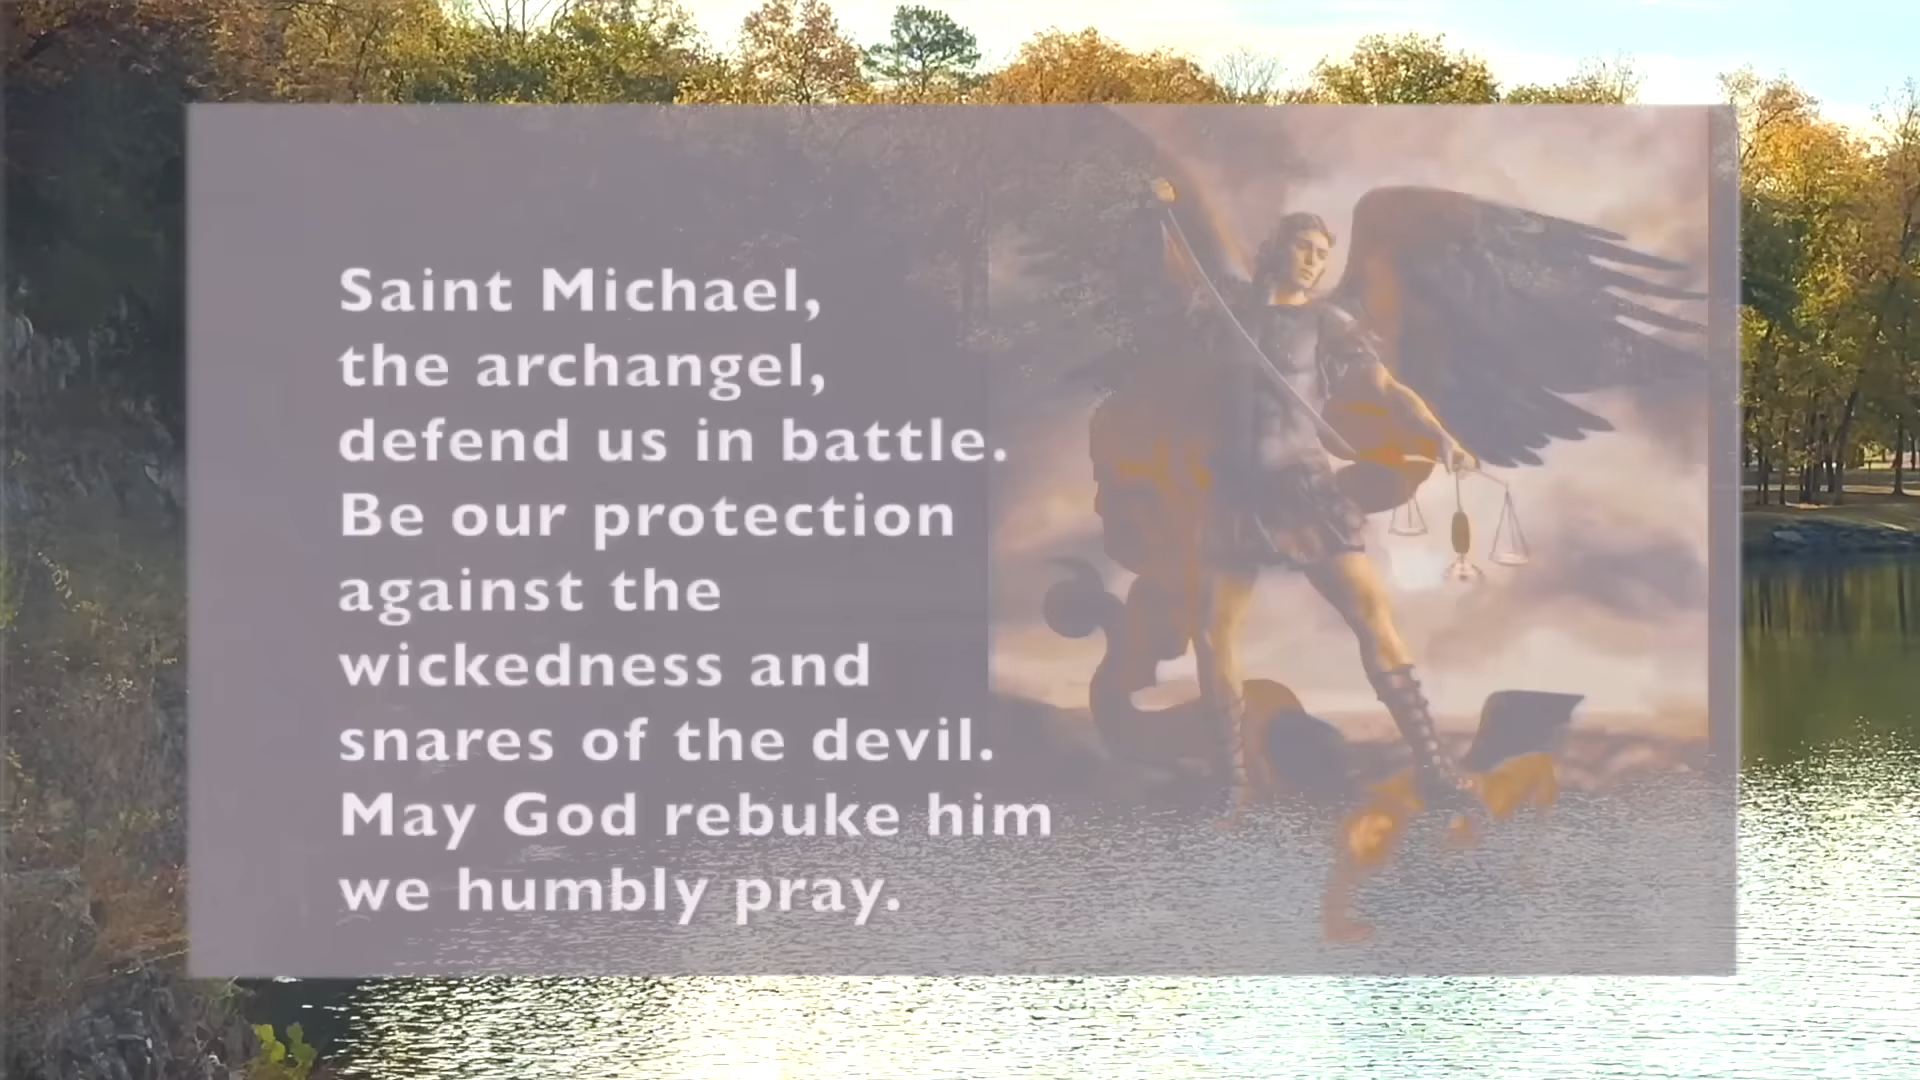 Saint Michael,
the archangel,
defend us in battle.
Be our protection
against the
wickedness and
snares of the devil.
May God rebuke him
we humbly pray.